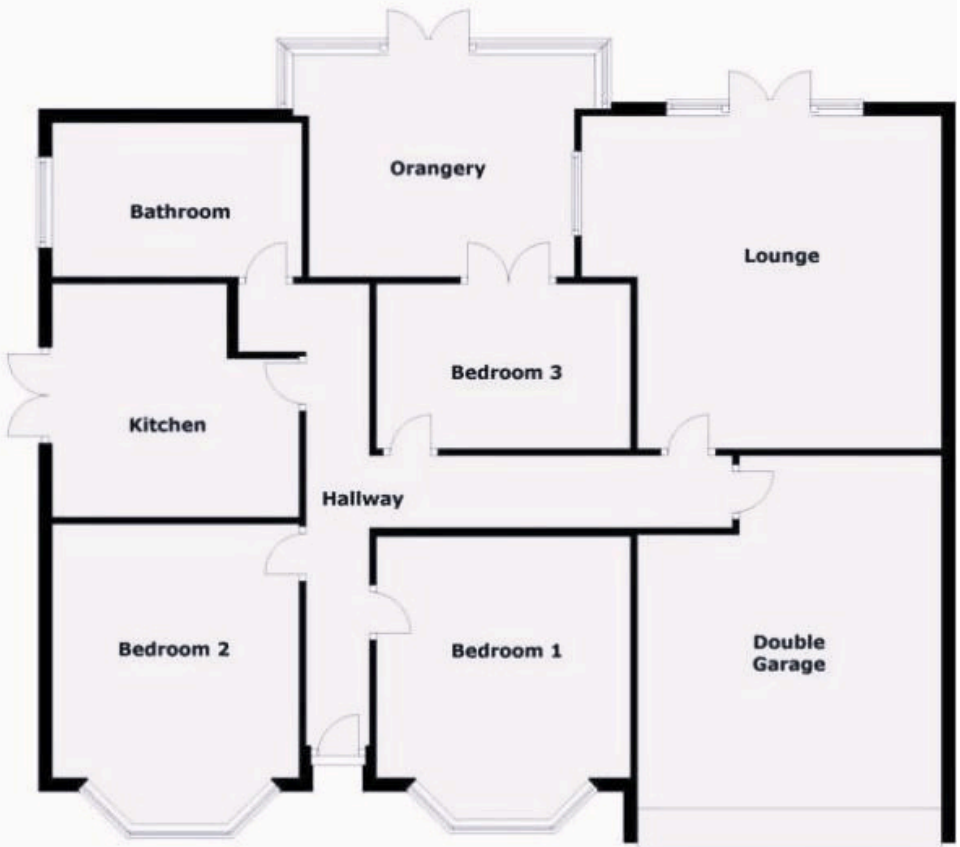 Orangery
Bathroom
Lounge
Bedroom 3
Kitchen
Hallway
Bedroom 2
Bedroom 1
Double
Garage